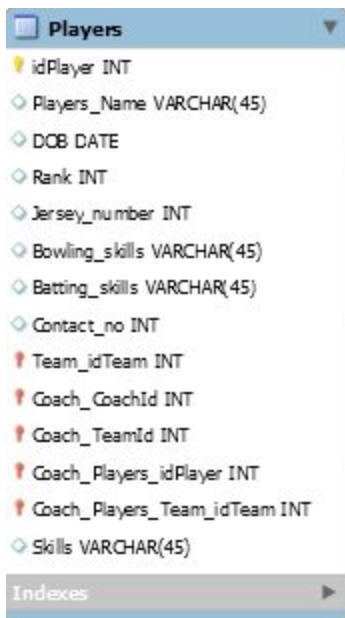 Players
idPlayer INT
Players_Name VARCHAR(45)
DOB DATE
Rank INT
Jersey_number INT
Bowling_skills VARCHAR(45)
Batting_skills VARCHAR(45)
Contact_no INT
Team_idTeam INT
Coach_CoachId INT
Coach_TeamId INT
Coach_Players_idPlayer INT
Coach_Players_Team_idTeam INT
Skills VARCHAR(45)
Indexes